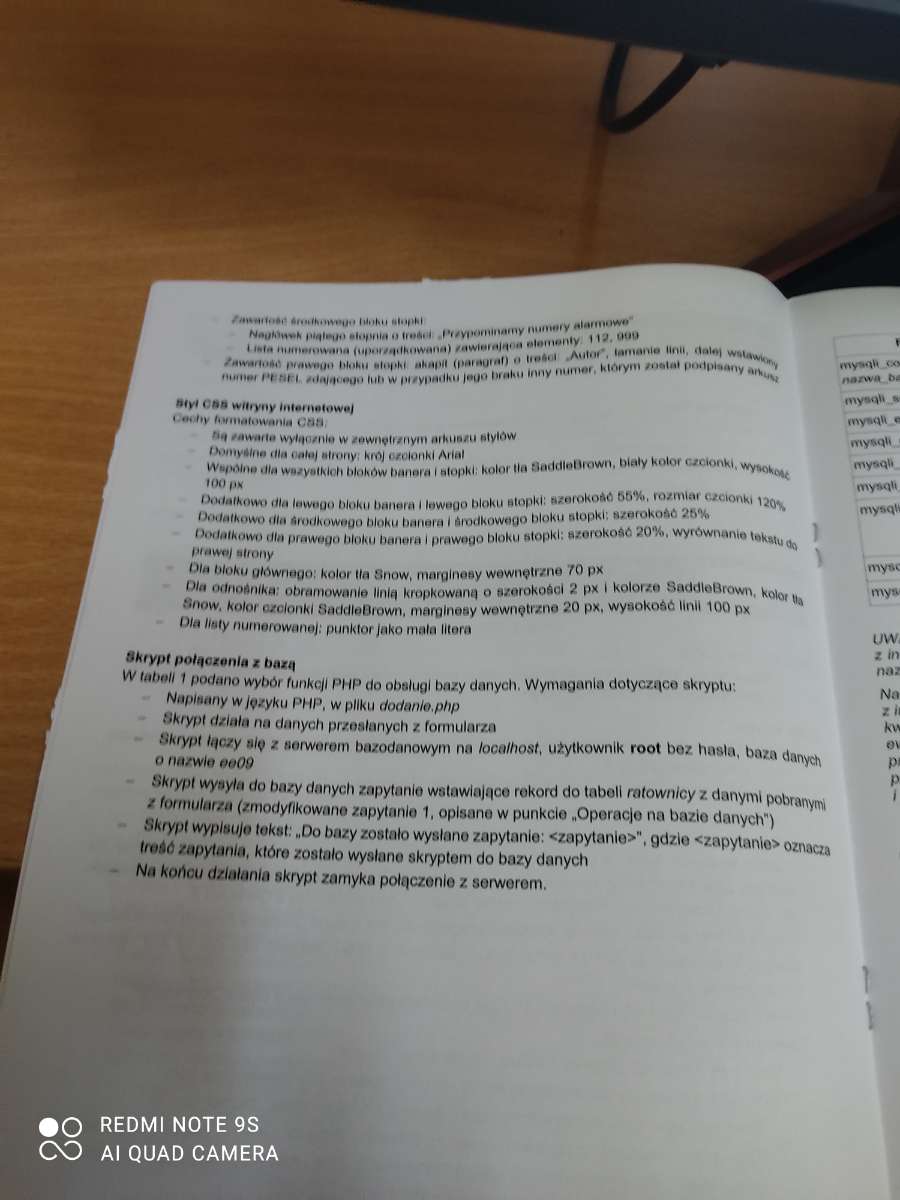 Zawartość środkowego bloku stopki:
− Nagłówek piątego stopnia o treści: „Przypominamy numery alarmowe”
− Lista numerowana (uporządkowana) zawierająca elementy: 112, 999
− Zawartość prawego bloku stopki: akapit (paragraf) o treści: „Autor”, łamanie linii, dalej wstawiony
numer PESEL zdającego lub w przypadku jego braku inny numer, którym został podpisany arkusz
Styl CSS witryny internetowej
Cechy formatowania CSS:
− Są zawarte wyłącznie w zewnętrznym arkuszu stylów
− Domyślne dla całej strony: krój czcionki Arial
− Wspólne dla wszystkich bloków banera i stopki: kolor tła SaddleBrown, biały kolor czcionki, wysokość
100 px
− Dodatkowo dla lewego bloku banera i lewego bloku stopki: szerokość 55%, rozmiar czcionki 120%
− Dodatkowo dla środkowego bloku banera i środkowego bloku stopki: szerokość 25%
− Dodatkowo dla prawego bloku banera i prawego bloku stopki: szerokość 20%, wyrównanie tekstu do
prawej strony
− Dla bloku głównego: kolor tła Snow, marginesy wewnętrzne 70 px
− Dla odnośnika: obramowanie linią kropkowaną o szerokości 2 px i kolorze SaddleBrown, kolor tła
Snow, kolor czcionki SaddleBrown, marginesy wewnętrzne 20 px, wysokość linii 100 px
− Dla listy numerowanej: punktor jako mała litera
Skrypt połączenia z bazą
W tabeli 1 podano wybór funkcji PHP do obsługi bazy danych. Wymagania dotyczące skryptu:
− Napisany w języku PHP, w pliku dodanie.php
− Skrypt działa na danych przesłanych z formularza
− Skrypt łączy się z serwerem bazodanowym na localhost, użytkownik root bez hasła, baza danych
o nazwie ee09
− Skrypt wysyła do bazy danych zapytanie wstawiające rekord do tabeli ratownicy z danymi pobranymi
z formularza (zmodyfikowane zapytanie 1, opisane w punkcie „Operacje na bazie danych”)
− Skrypt wypisuje tekst: „Do bazy zostało wysłane zapytanie: <zapytanie>”, gdzie <zapytanie> oznacza
treść zapytania, które zostało wysłane skryptem do bazy danych
− Na końcu działania skrypt zamyka połączenie z serwerem.
mysqli_co
nazwa_ba
mysqli_s
mysqli_e
mysqli_
mysqli_
mysqli_
mysqli
mysq
mys
UWA
z in
naz
Na
z i
kw
ev
p
p
i
REDMI NOTE 9S
AI QUAD CAMERA